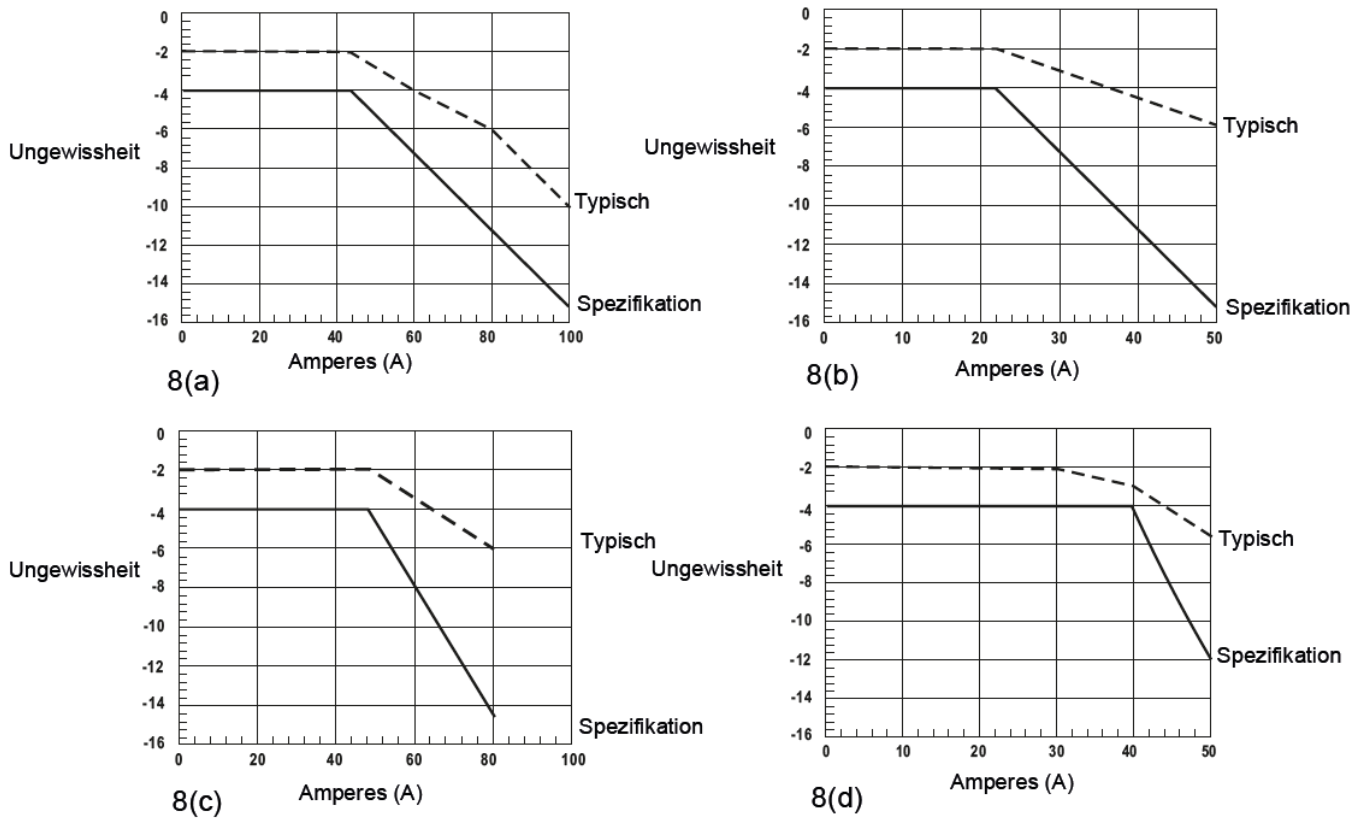 0
-2
-4
-6
-8
-10
-12
-14
-16
Ungewissheit
Typisch
Spezifikation
0 20 40 60 80 100
Amperes (A)
8(a)
0
-2
-4
-6
-8
-10
-12
-14
-16
Ungewissheit
Typisch
Spezifikation
0 10 20 30 40 50
Amperes (A)
8(b)
0
-2
-4
-6
-8
-10
-12
-14
-16
Ungewissheit
Typisch
Spezifikation
0 20 40 60 80 100
Amperes (A)
8(c)
0
-2
-4
-6
-8
-10
-12
-14
-16
Ungewissheit
Typisch
Spezifikation
0 10 20 30 40 50
Amperes (A)
8(d)